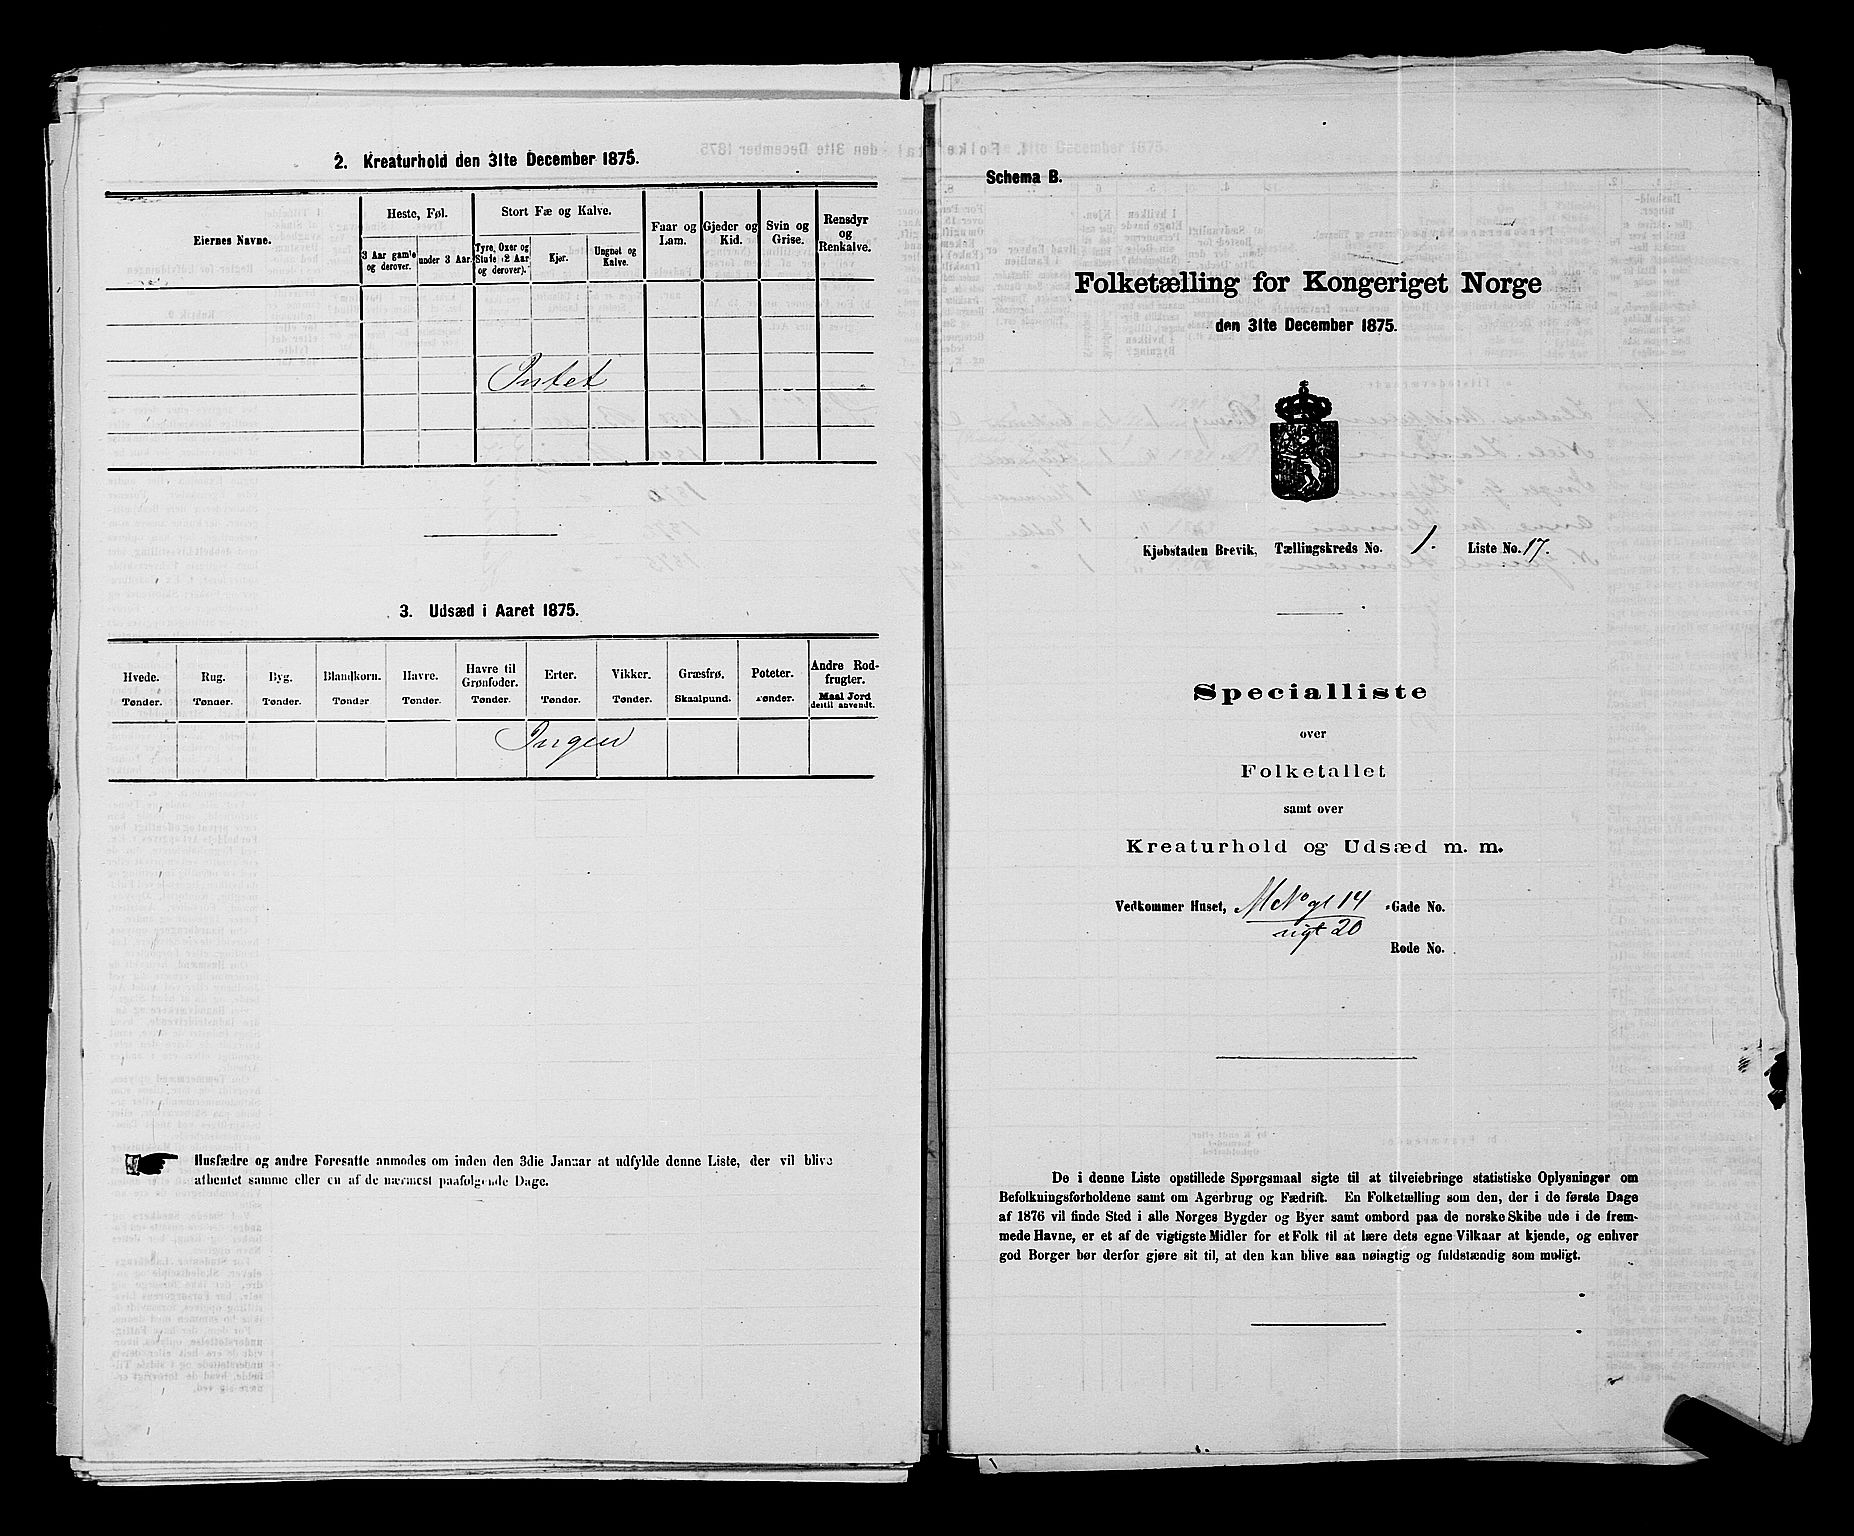 2. Kreaturhold den 31te December 1875.
Eiernes Navne.
Heste, Føl.
3 Aar gamle og derover.
under 3 Aar.
Stort Fæ og Kalve.
Tyre, Oxer og Stude (2 Aar og derover).
Kjør.
Ungnøt og Kalve.
Faar og Lam.
Gjeder og Kid.
Svin og Grise.
Rensdyr og Renkalve.
Intet
3. Udsæd i Aaret 1875.
Hvede. Tønder.
Rug. Tønder.
Byg. Tønder.
Blandkorn. Tønder
Havre. Tønder.
Havre til Grønfoder. Tønder.
Erter. Tønder.
Vikker. Tønder.
Græsfrø. Skaalpund.
Poteter. Tønder.
Andre Rodfrugter. Maal Jord dertil anvendt.
Ingen
Husfædre og andre Foresatte anmodes om inden den 3die Januar at udfylde denne Liste, der vil blive
afhentet samme eller en af de nærmest paafølgende Dage.
Schema B.
Folketælling for Kongeriget Norge
den 31te December 1875.
Kjøbstaden Brevik, Tællingskreds No. 1. Liste No. 17.
Specialliste
over
Folketallet
samt over
Kreaturhold og Udsæd m. m.
Vedkommer Huset, M No gl 14 Gade No.
nyt 20
Rode No.
De i denne Liste opstillede Spørgsmaal sigte til at tilveiebringe statistiske Oplysninger om
Befolkningsforholdene samt om Agerbrug og Fædrift. En Folketælling som den, der i de første Dage
af 1876 vil finde Sted i alle Norges Bygder og Byer samt ombord paa de norske Skibe ude i de frem-
mede Havne, er et af de vigtigste Midler for et Folk til at lære dets egne Vilkaar at kjende, og enhver
god Borger bør derfor gjøre sit til, at den kan blive saa nøiagtig og fuldstændig som muligt.